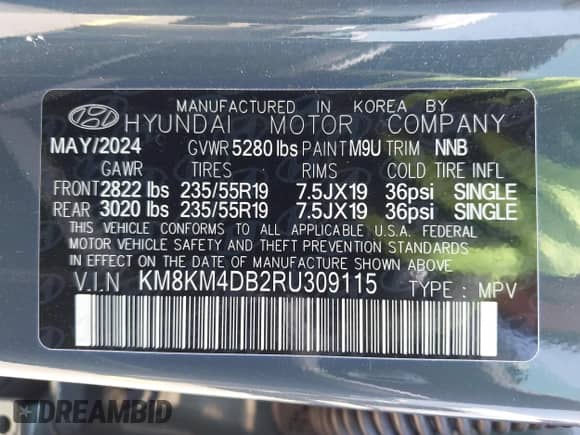 MANUFACTURED IN KOREA BY
HYUNDAI MOTOR COMPANY
MAY/2024 GVWR 5280 lbs PAINT M9U TRIM NNB
GAWR TIRES RIMS COLD TIRE INFL
FRONT 2822 lbs 235/55R19 7.5JX19 36psi SINGLE
REAR 3020 lbs 235/55R19 7.5JX19 36psi SINGLE
THIS VEHICLE CONFORMS TO ALL APPLICABLE U.S.A. FEDERAL
MOTOR VEHICLE SAFETY AND THEFT PREVENTION STANDARDS
IN EFFECT ON THE DATE OF MANUFACTURE SHOWN ABOVE.
V.I.N KM8KM4DB2RU309115 TYPE : MPV
DREAMBID